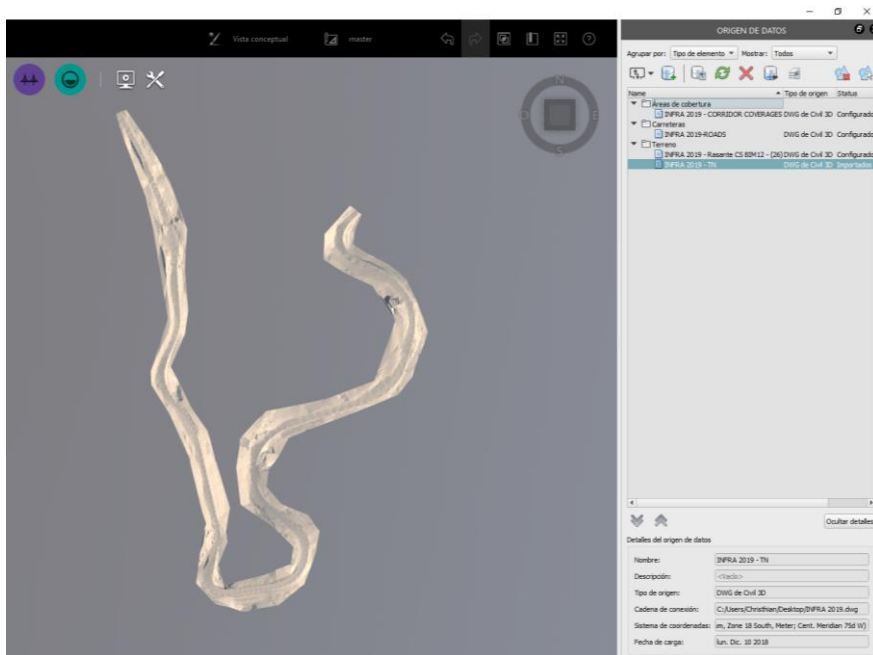 ORIGEN DE DATOS
Vista conceptual
master
Agrupar por: Tipo de elemento Mostrar: Todos
Name Tipo de origen Status
Áreas de cobertura
INFRA 2019 - CORRIDOR COVERAGES DWG de Civil 3D Configurado
Carreteras
INFRA 2019-ROADS DWG de Civil 3D Configurado
Terreno
INFRA 2019 - Rasante CS BIM12 - (26) DWG de Civil 3D Configurado
INFRA 2019 - TN DWG de Civil 3D Importados
N
O
E
S
Ocultar detalles
Detalles del origen de datos
Nombre: INFRA 2019 - TN
Descripción: <Vacío>
Tipo de origen: DWG de Civil 3D
Cadena de conexión: C:/Users/Christhian/Desktop/INFRA 2019.dwg
Sistema de coordenadas: m, Zone 18 South, Meter; Cent. Meridian 75d W)
Fecha de carga: lun. Dic. 10 2018